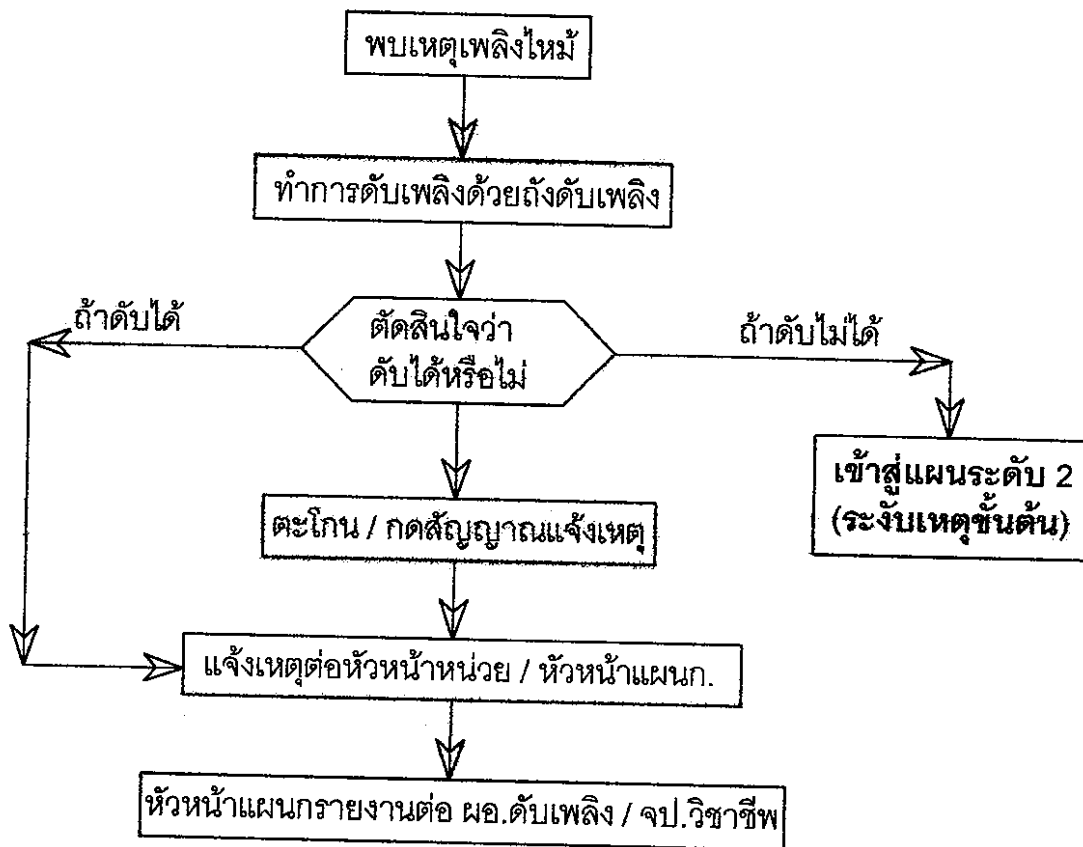 พบเหตุเพลิงไหม้
ทำการดับเพลิงด้วยถังดับเพลิง
ถ้าดับได้
ตัดสินใจว่า
ดับได้หรือไม่
ถ้าดับไม่ได้
เข้าสู่แผนระดับ 2
(ระงับเหตุขั้นต้น)
ตะโกน / กดสัญญาณแจ้งเหตุ
แจ้งเหตุต่อหัวหน้าหน่วย / หัวหน้าแผนก.
หัวหน้าแผนกรายงานต่อ ผอ.ดับเพลิง / จป.วิชาชีพ